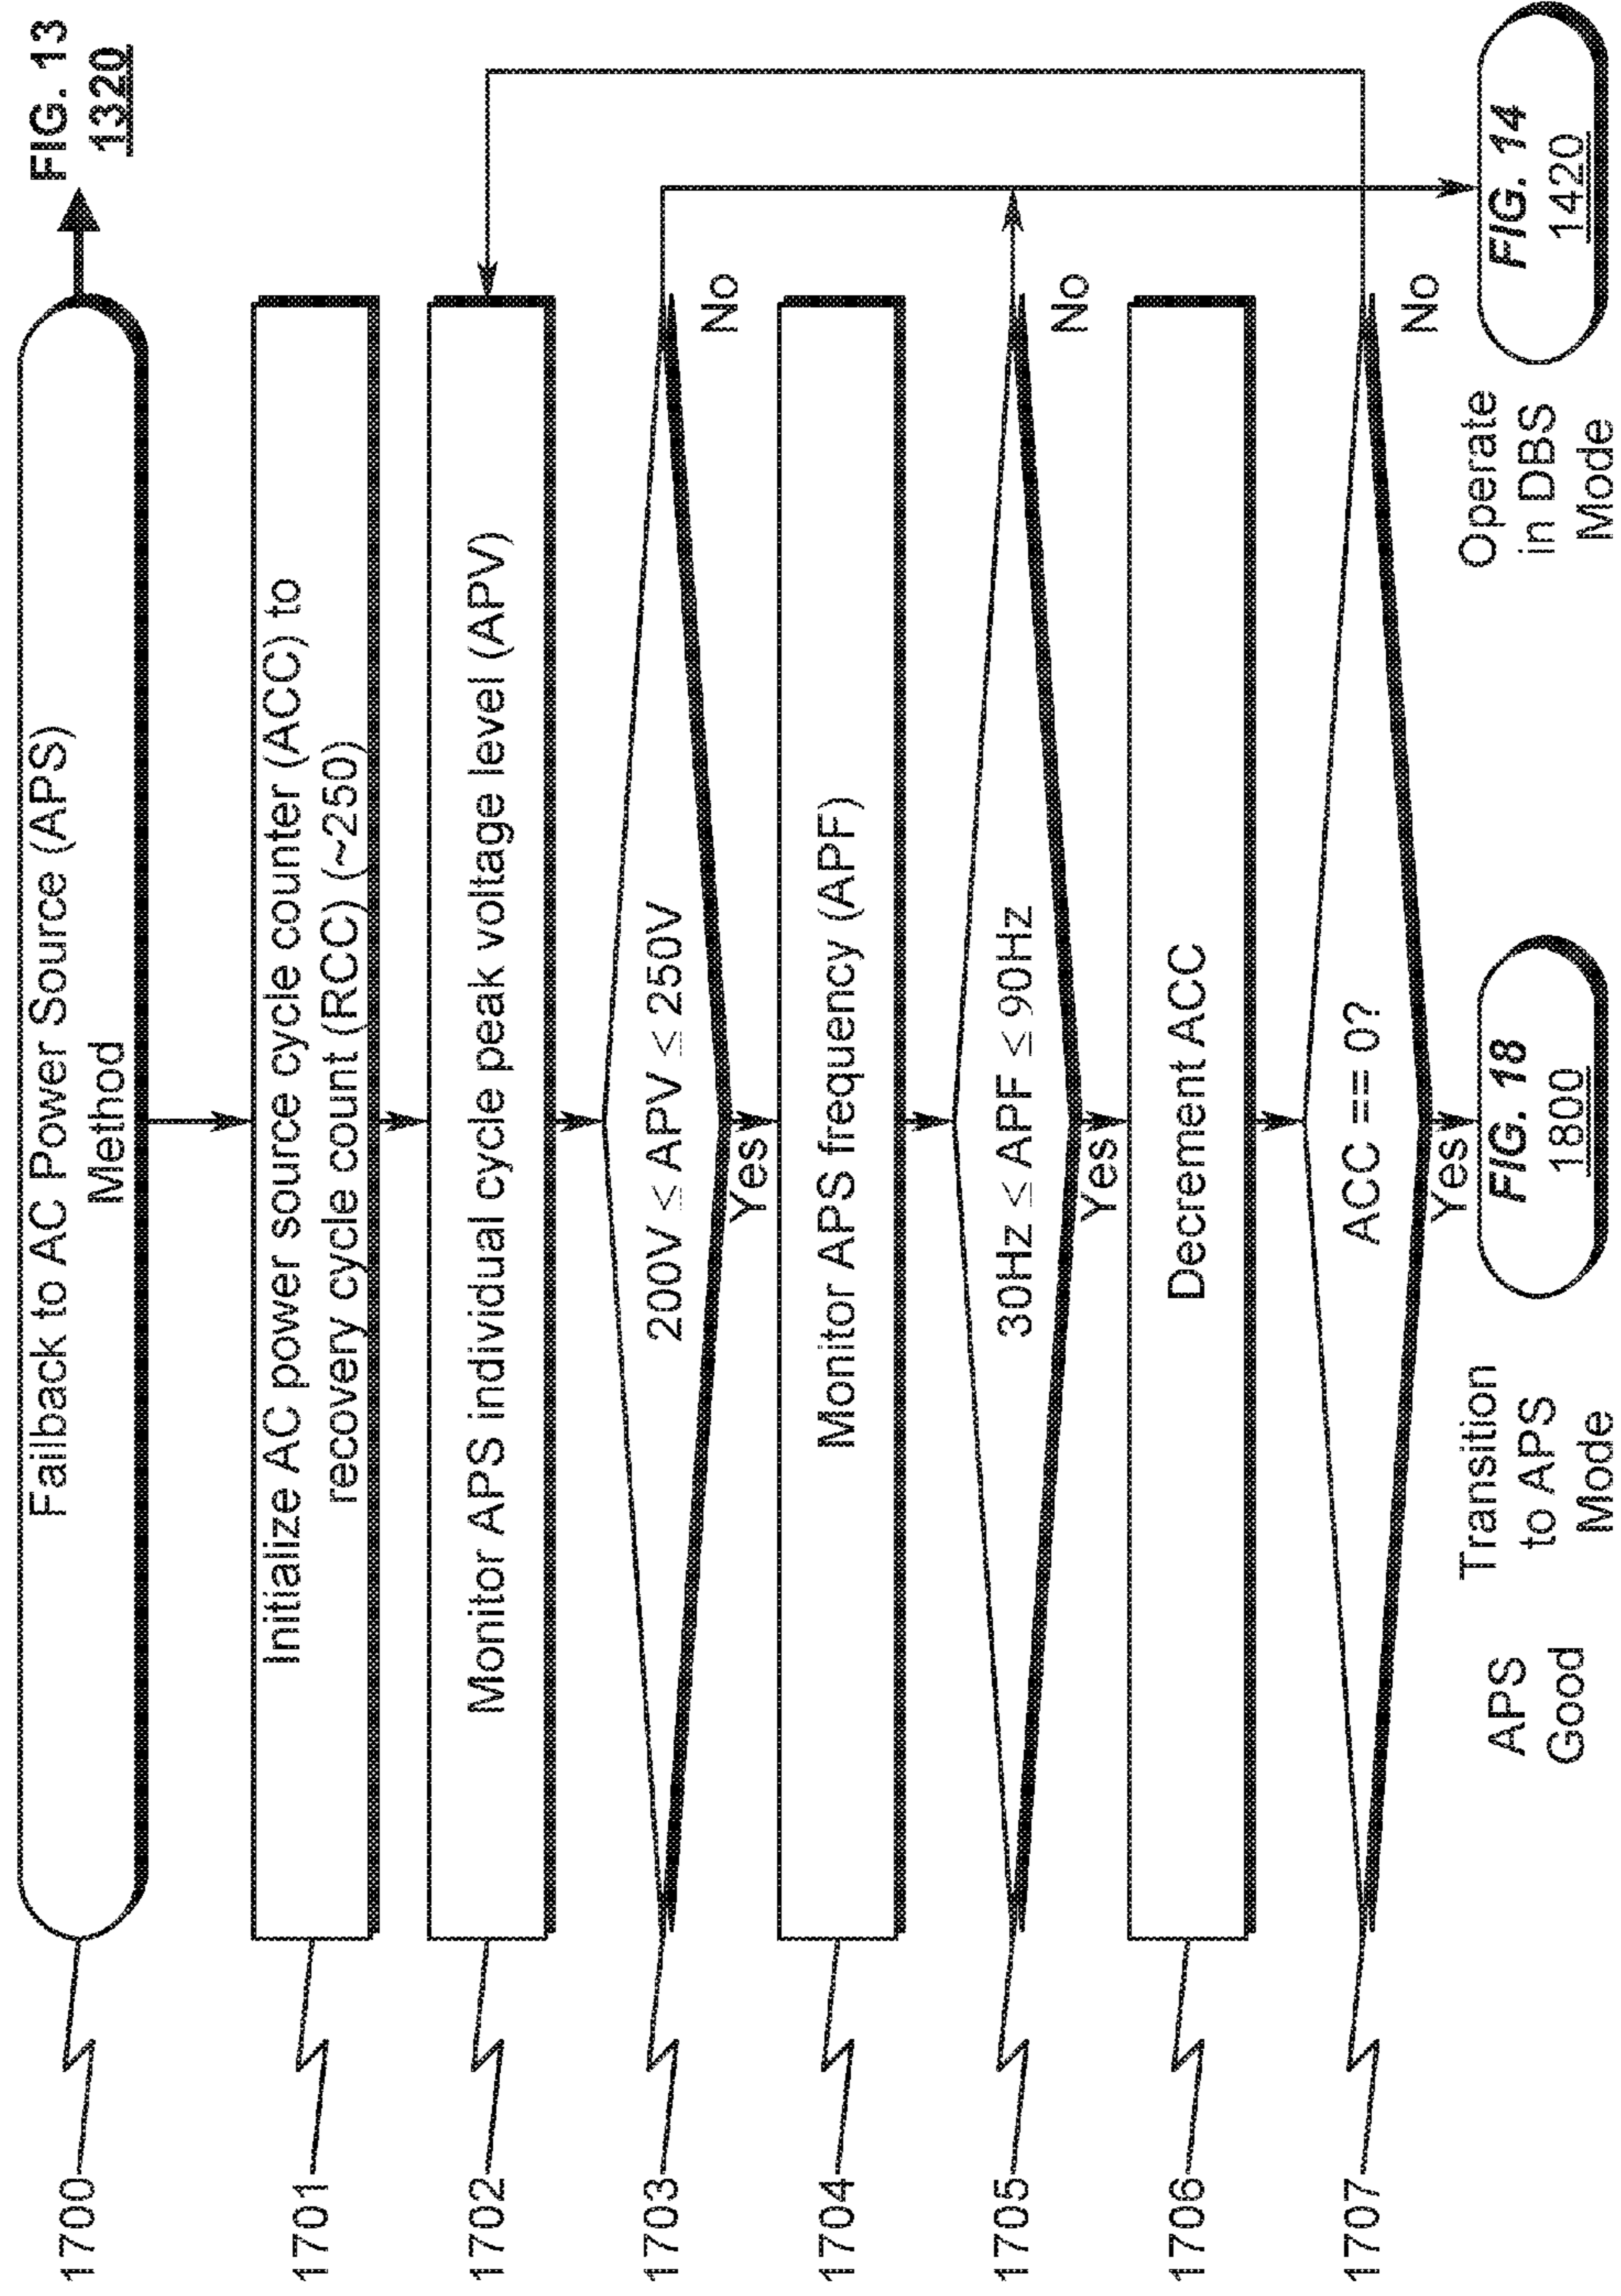 FIG. 13
1320
1700
Failback to AC Power Source (APS)
Method
1701
Initialize AC power source cycle counter (ACC) to
recovery cycle count (RCC) (~250)
1702
Monitor APS individual cycle peak voltage level (APV)
1703
200V ≤ APV ≤ 250V
No
Yes
1704
Monitor APS frequency (APF)
1705
30Hz ≤ APF ≤ 90Hz
No
Yes
1706
Decrement ACC
1707
ACC == 0?
No
Yes
APS
Good
Transition
to APS
Mode
FIG. 18
1800
Operate
in DBS
Mode
FIG. 14
1420